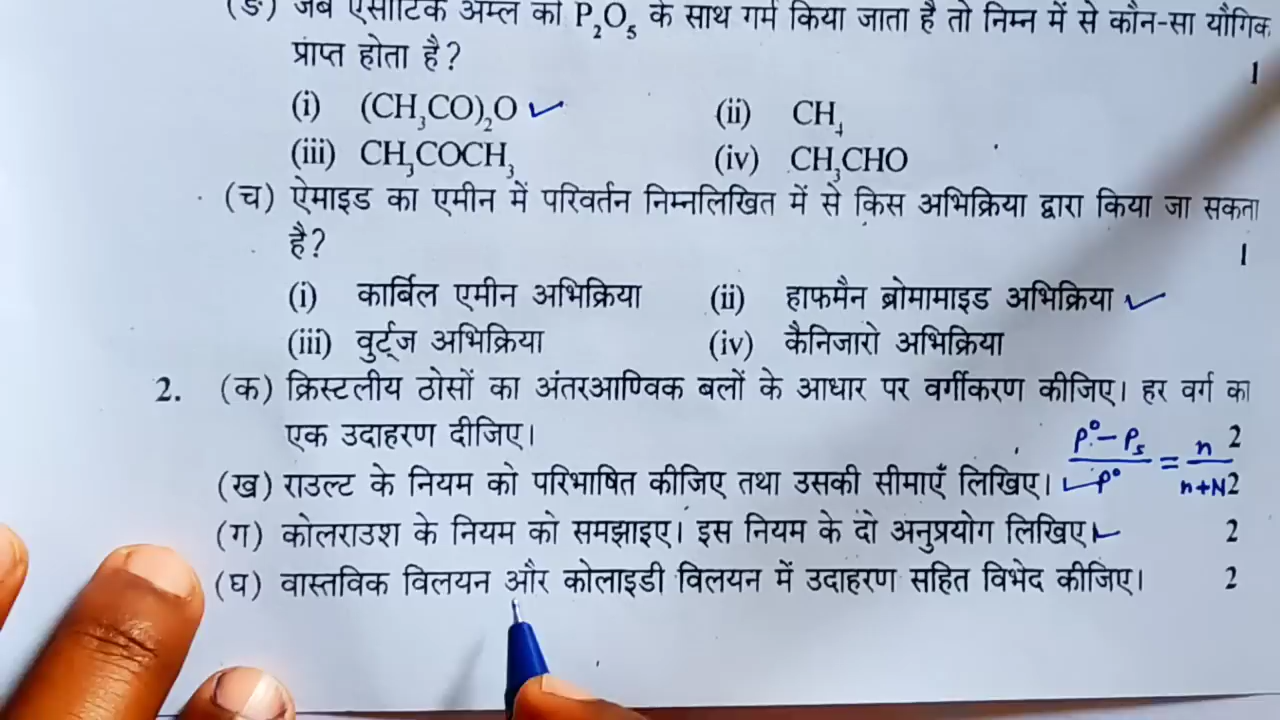 (ङ) जब एसीटिक अम्ल को P₂O₅ के साथ गर्म किया जाता है तो निम्न में से कौन-सा यौगिक
प्राप्त होता है? 1
(i) (CH₃CO)₂O ✓ (ii) CH₄
(iii) CH₃COCH₃ (iv) CH₃CHO
(च) ऐमाइड का एमीन में परिवर्तन निम्नलिखित में से किस अभिक्रिया द्वारा किया जा सकता
है? 1
(i) कार्बिल एमीन अभिक्रिया (ii) हाफमैन ब्रोमामाइड अभिक्रिया ✓
(iii) वुर्ट्ज अभिक्रिया (iv) कैनिजारो अभिक्रिया
2. (क) क्रिस्टलीय ठोसों का अंतरआण्विक बलों के आधार पर वर्गीकरण कीजिए। हर वर्ग का
एक उदाहरण दीजिए। 2
(ख) राउल्ट के नियम को परिभाषित कीजिए तथा उसकी सीमाएँ लिखिए। ✓ (P°−Pₛ)/P° = n/(n+N) 2
(ग) कोलराउश के नियम को समझाइए। इस नियम के दो अनुप्रयोग लिखिए। ✓ 2
(घ) वास्तविक विलयन और कोलाइडी विलयन में उदाहरण सहित विभेद कीजिए। 2